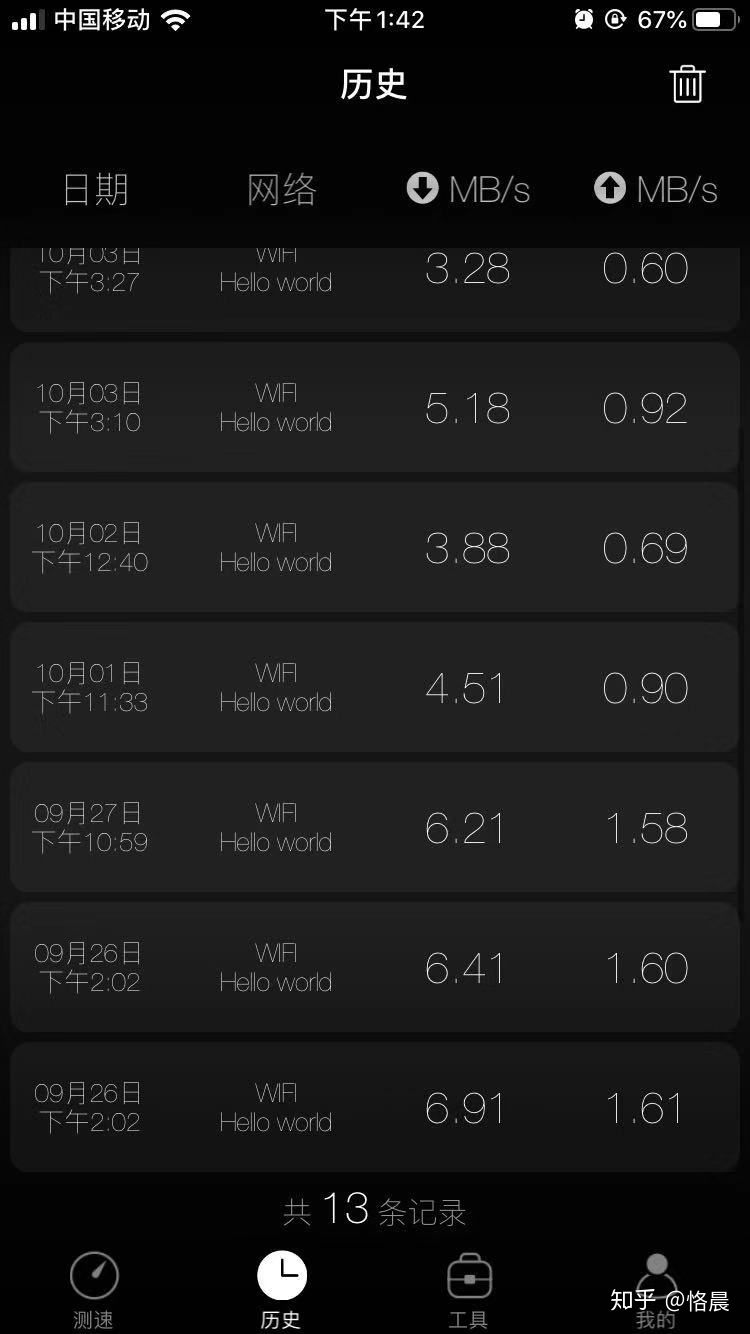 中国移动 下午1:42 67%
历史
日期 网络 MB/s MB/s
10月03日 WIFI
下午3:27 Hello world 3.28 0.60
10月03日 WIFI
下午3:10 Hello world 5.18 0.92
10月02日 WIFI
下午12:40 Hello world 3.88 0.69
10月01日 WIFI
下午11:33 Hello world 4.51 0.90
09月27日 WIFI
下午10:59 Hello world 6.21 1.58
09月26日 WIFI
下午2:02 Hello world 6.41 1.60
09月26日 WIFI
下午2:02 Hello world 6.91 1.61
共 13 条记录
测速 历史 工具 我的
知乎 @恪晨